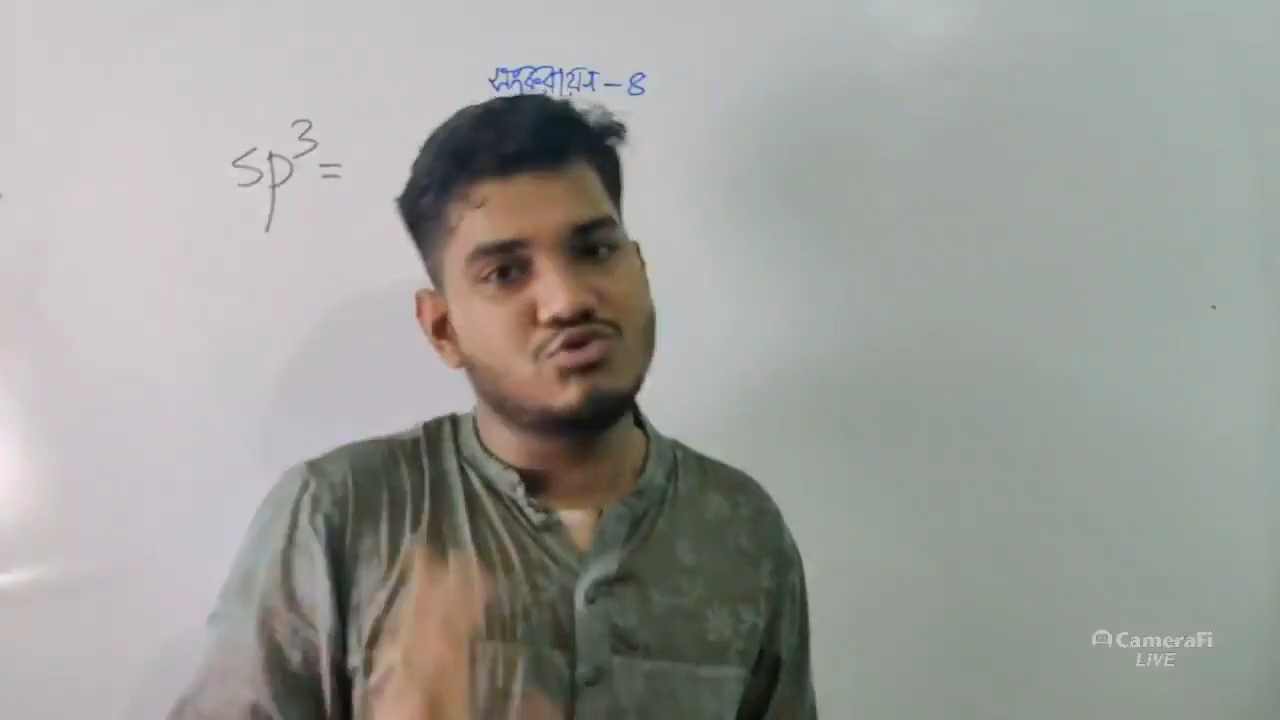 সংকরায়ণ – ৪
sp³ =
CameraFi
LiVE